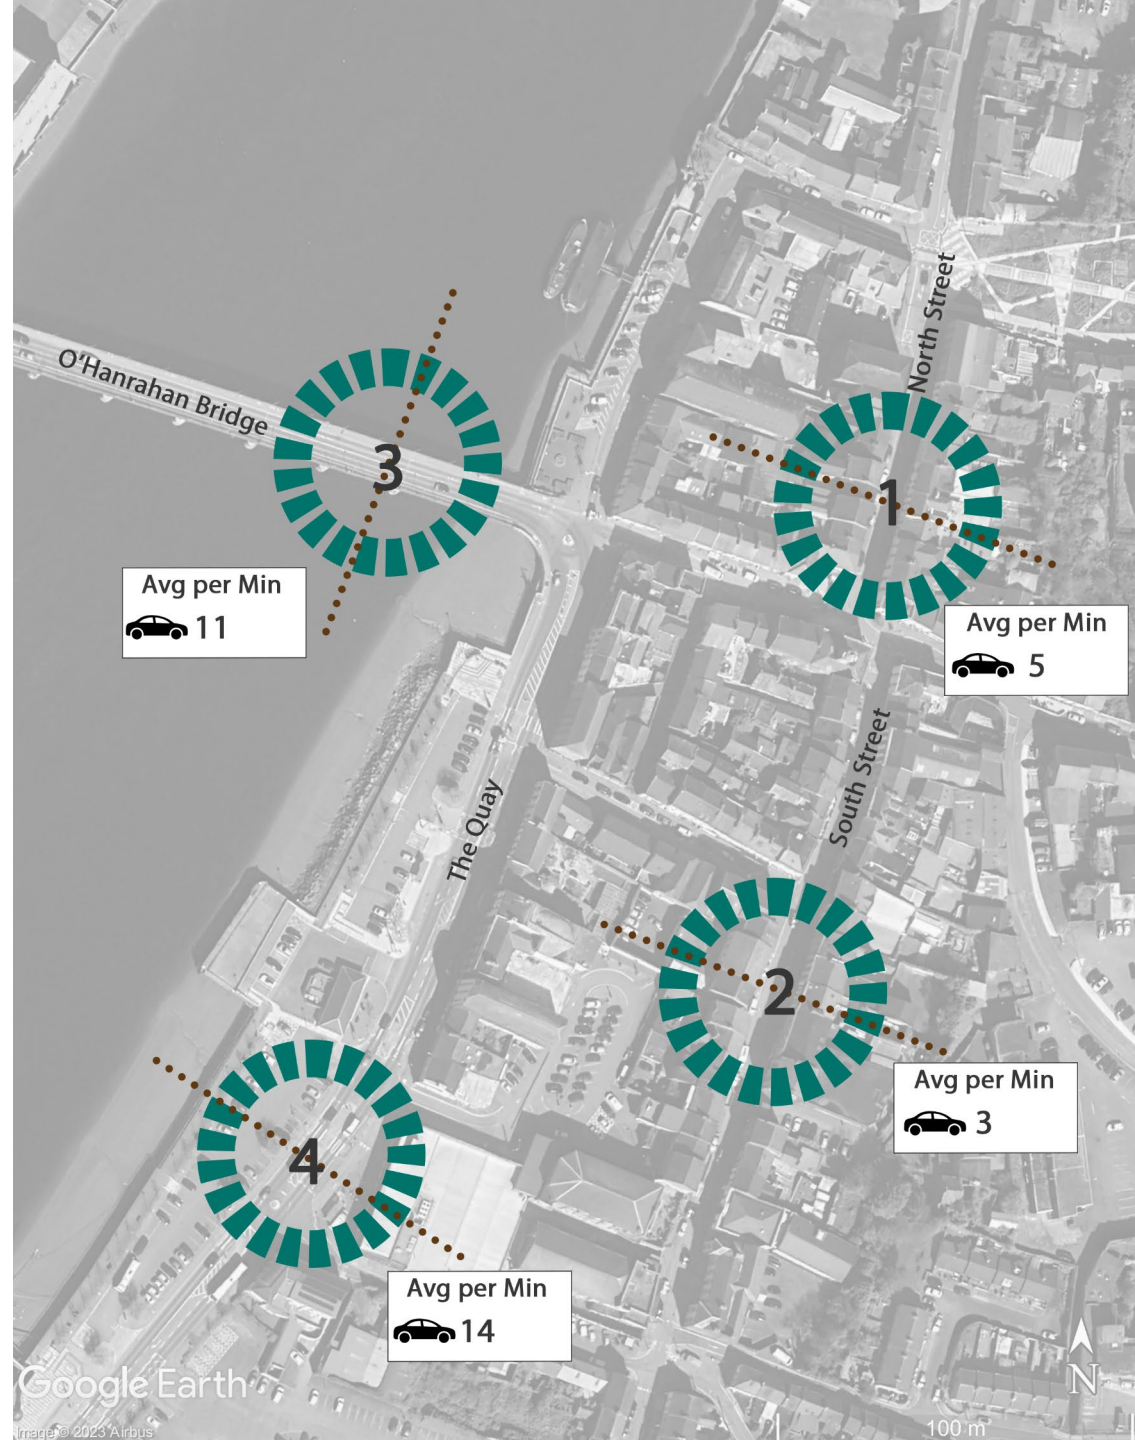 North Street
O'Hanrahan Bridge
3
1
Avg per Min
11
Avg per Min
5
South Street
The Quay
2
Avg per Min
3
4
Avg per Min
14
N
Google Earth
Image © 2023 Airbus
100 m